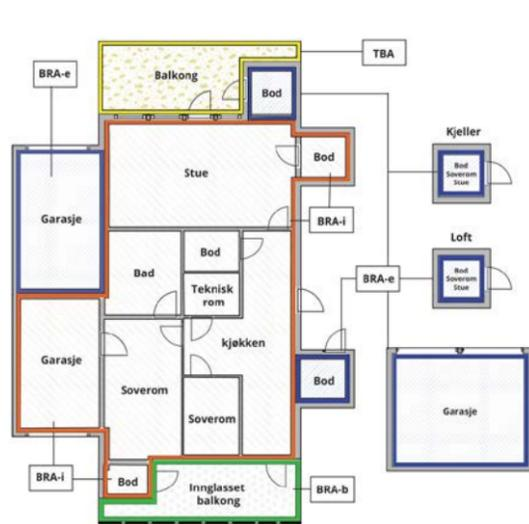 TBA
Balkong
BRA-e
Bod
Kjeller
Bod
Soverom
Stue
Stue
Bod
Garasje
BRA-i
Loft
Bod
Soverom
Stue
Bod
Bad
BRA-e
Teknisk
rom
kjøkken
Garasje
Bod
Soverom
Garasje
Soverom
BRA-i
Bod
Innglasset
balkong
BRA-b